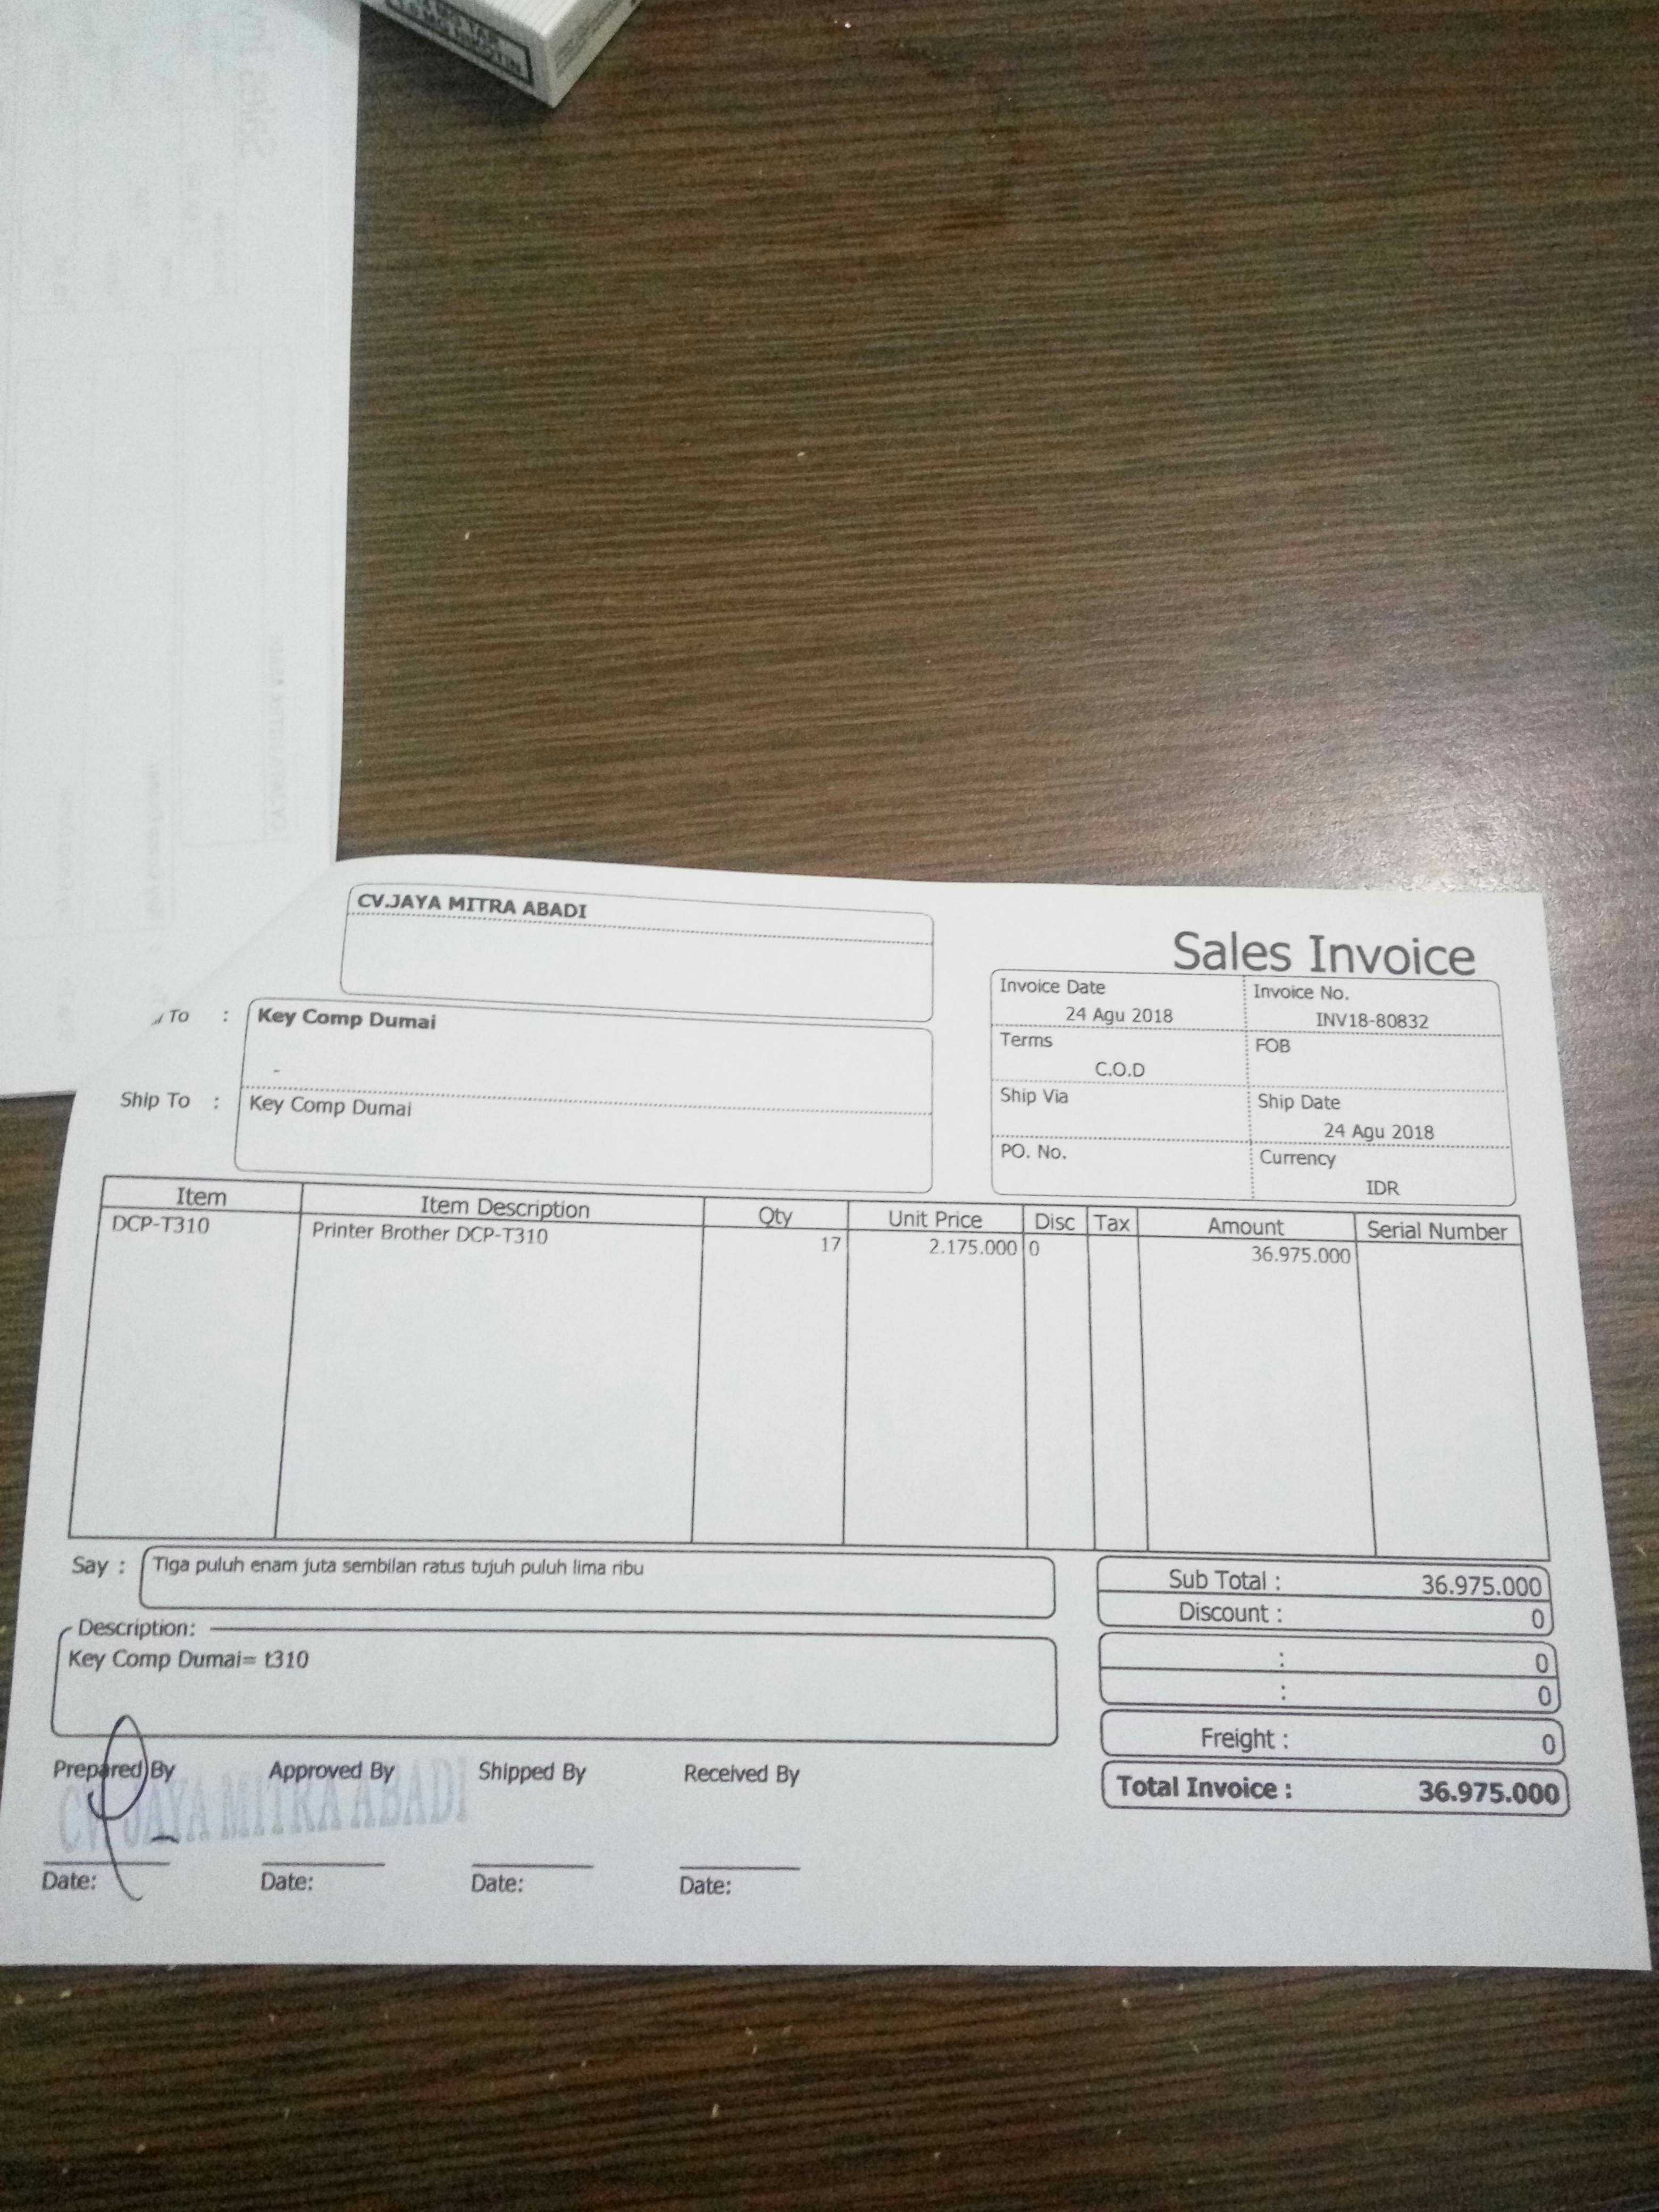 CV.JAYA MITRA ABADI
Sales Invoice
Invoice Date
24 Agu 2018
Invoice No.
INV18-80832
To : Key Comp Dumai
-
Terms
C.O.D
FOB
Ship To : Key Comp Dumai
Ship Via
Ship Date
24 Agu 2018
PO. No.
Currency
IDR
Item Item Description Qty Unit Price Disc Tax Amount Serial Number
DCP-T310 Printer Brother DCP-T310 17 2.175.000 0 36.975.000
Say : Tiga puluh enam juta sembilan ratus tujuh puluh lima ribu
Sub Total : 36.975.000
Discount : 0
: 0
: 0
Freight : 0
Total Invoice : 36.975.000
Description:
Key Comp Dumai= t310
Prepared By Approved By Shipped By Received By
CV JAYA MITRA ABADI
Date: Date: Date: Date: